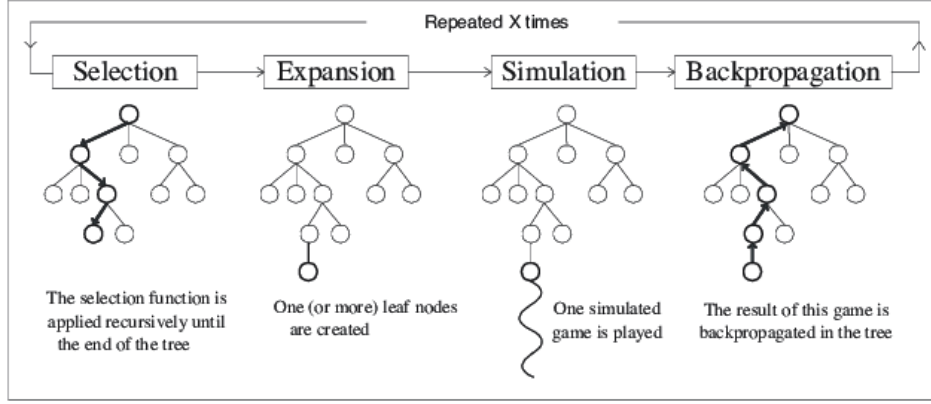 Repeated X times
Selection
Expansion
Simulation
Backpropagation
The selection function is
applied recursively until
the end of the tree
One (or more) leaf nodes
are created
One simulated
game is played
The result of this game is
backpropagated in the tree